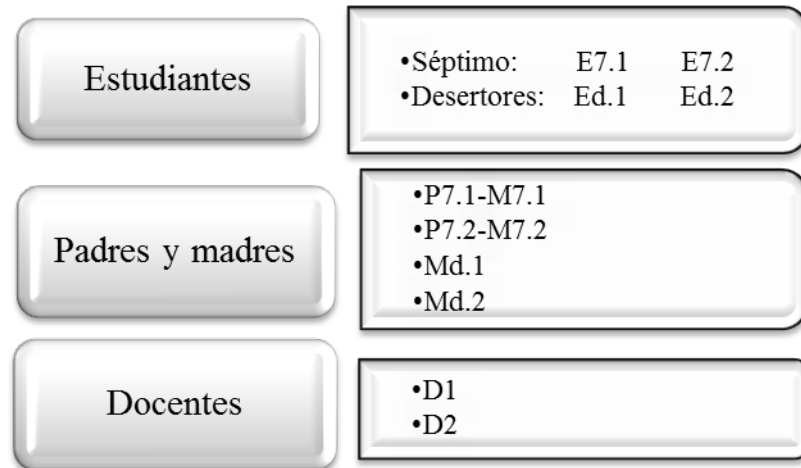 Estudiantes
•Séptimo: E7.1 E7.2
•Desertores: Ed.1 Ed.2
Padres y madres
•P7.1-M7.1
•P7.2-M7.2
•Md.1
•Md.2
Docentes
•D1
•D2